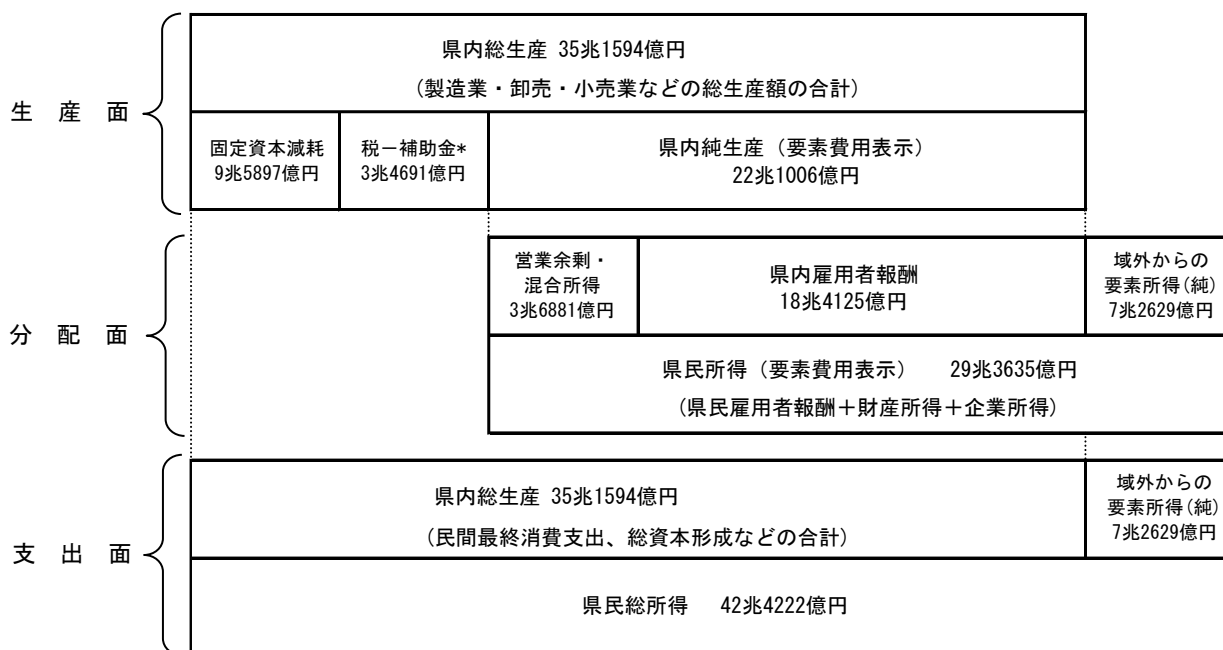 県内総生産 35兆1594億円
(製造業・卸売・小売業などの総生産額の合計)
生 産 面
固定資本減耗
9兆5897億円
税－補助金*
3兆4691億円
県内純生産（要素費用表示）
22兆1006億円
営業余剰・
混合所得
3兆6881億円
県内雇用者報酬
18兆4125億円
域外からの
要素所得(純)
7兆2629億円
分 配 面
県民所得（要素費用表示） 29兆3635億円
(県民雇用者報酬＋財産所得＋企業所得)
県内総生産 35兆1594億円
(民間最終消費支出、総資本形成などの合計)
域外からの
要素所得(純)
7兆2629億円
支 出 面
県民総所得 42兆4222億円